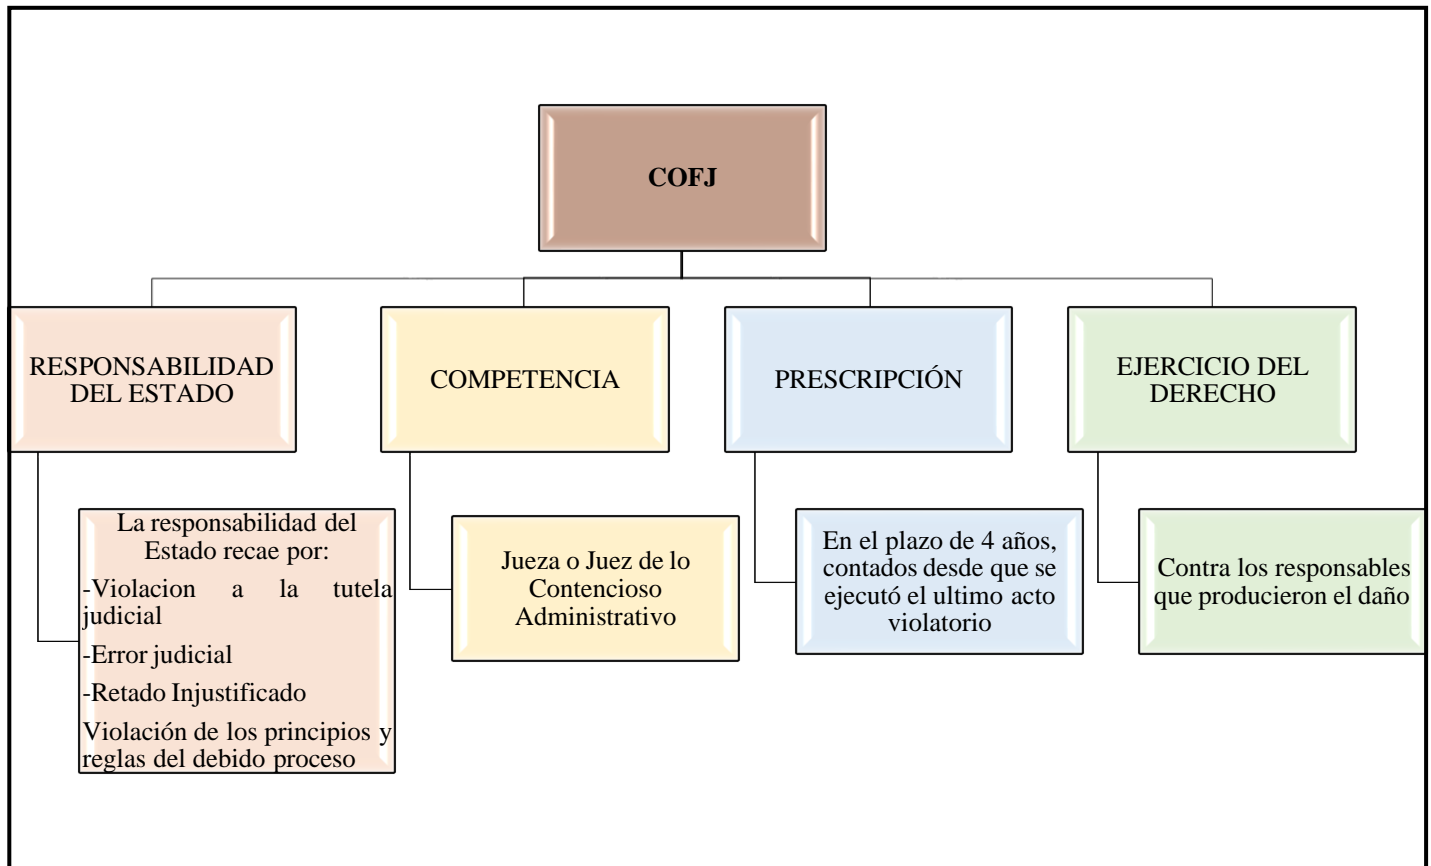 COFJ
RESPONSABILIDAD
DEL ESTADO
La responsabilidad del
Estado recae por:
-Violacion a la tutela
judicial
-Error judicial
-Retado Injustificado
Violación de los principios y
reglas del debido proceso
COMPETENCIA
Jueza o Juez de lo
Contencioso
Administrativo
PRESCRIPCIÓN
En el plazo de 4 años,
contados desde que se
ejecutó el ultimo acto
violatorio
EJERCICIO DEL
DERECHO
Contra los responsables
que producieron el daño